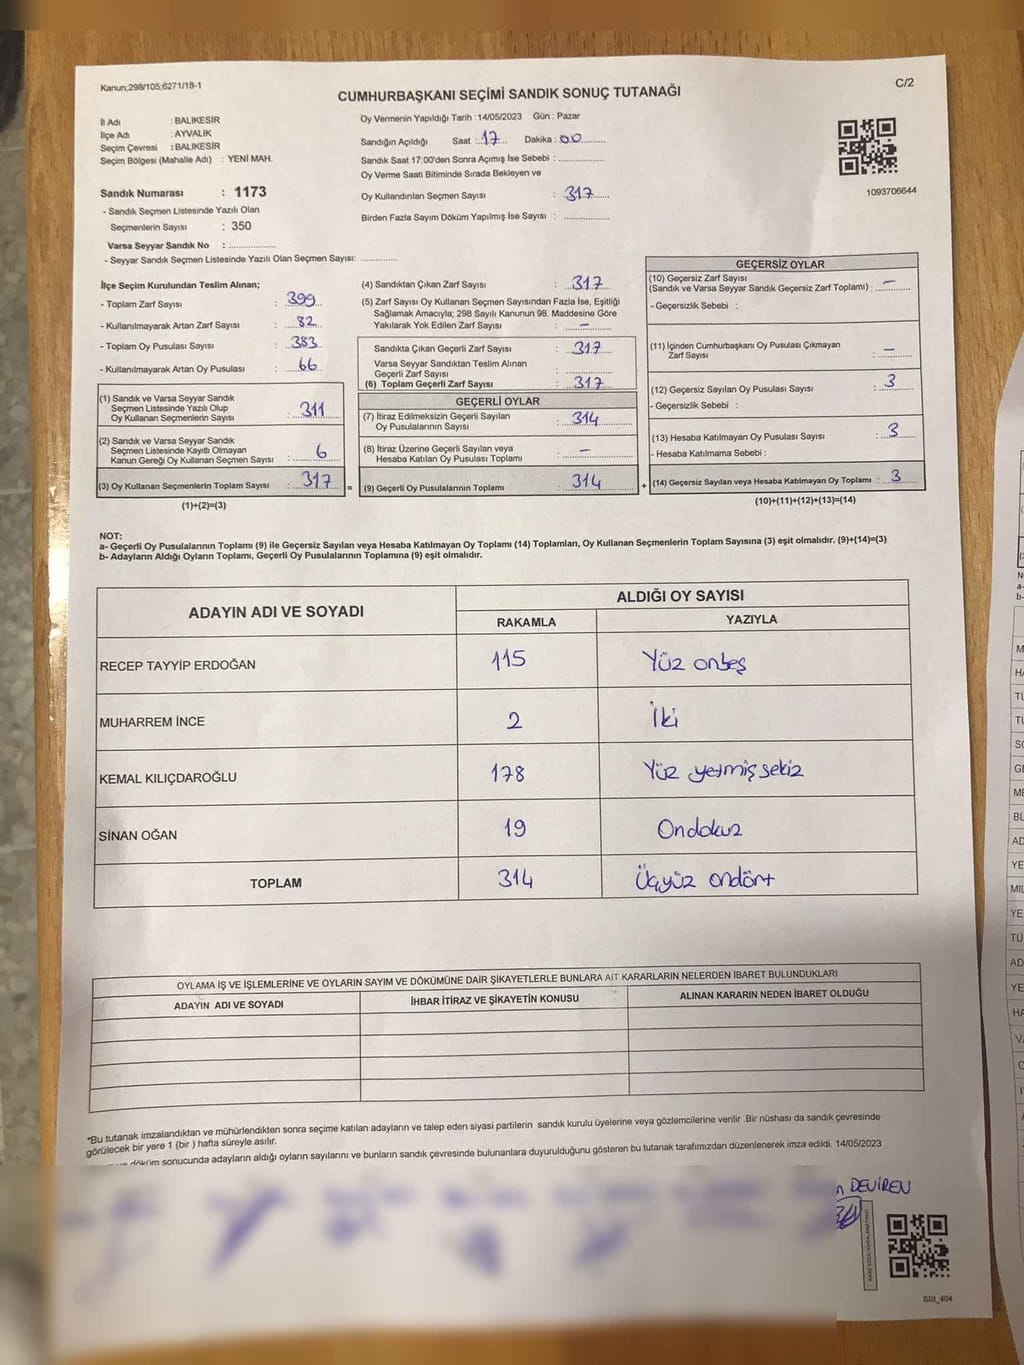 Kanun;298/105;6271/18-1
C/2
CUMHURBAŞKANI SEÇİMİ SANDIK SONUÇ TUTANAĞI
İl Adı : BALIKESİR
İlçe Adı : AYVALIK
Seçim Çevresi : BALIKESİR
Seçim Bölgesi (Mahalle Adı) : YENİ MAH.
Sandık Numarası : 1173
- Sandık Seçmen Listesinde Yazılı Olan
Seçmenlerin Sayısı : 350
Varsa Seyyar Sandık No : ..............
- Seyyar Sandık Seçmen Listesinde Yazılı Olan Seçmen Sayısı: ............
Oy Vermenin Yapıldığı Tarih :14/05/2023 Gün : Pazar
Sandığın Açıldığı Saat : 17 Dakika : 00
Sandık Saat 17:00'den Sonra Açımış İse Sebebi : ..............
Oy Verme Saati Bitiminde Sırada Bekleyen ve
Oy Kullandırılan Seçmen Sayısı : 317
Birden Fazla Sayım Döküm Yapılmış İse Sayısı : ..............
1093706644
İlçe Seçim Kurulundan Teslim Alınan;
- Toplam Zarf Sayısı : 399
- Kullanılmayarak Artan Zarf Sayısı : 82
- Toplam Oy Pusulası Sayısı : 383
- Kullanılmayarak Artan Oy Pusulası : 66
(1) Sandık ve Varsa Seyyar Sandık
Seçmen Listesinde Yazılı Olup
Oy Kullanan Seçmenlerin Sayısı : 311
(2) Sandık ve Varsa Seyyar Sandık
Seçmen Listesinde Kayıtlı Olmayan
Kanun Gereği Oy Kullanan Seçmen Sayısı : 6
(3) Oy Kullanan Seçmenlerin Toplam Sayısı : 317 =
(1)+(2)=(3)
(4) Sandıktan Çıkan Zarf Sayısı : 317
(5) Zarf Sayısı Oy Kullanan Seçmen Sayısından Fazla İse, Eşitliği
Sağlamak Amacıyla; 298 Sayılı Kanunun 98. Maddesine Göre
Yakılarak Yok Edilen Zarf Sayısı : —
Sandıkta Çıkan Geçerli Zarf Sayısı : 317
Varsa Seyyar Sandıktan Teslim Alınan
Geçerli Zarf Sayısı : ..............
(6) Toplam Geçerli Zarf Sayısı : 317
GEÇERLİ OYLAR
(7) İtiraz Edilmeksizin Geçerli Sayılan
Oy Pusulalarının Sayısı : 314
(8) İtiraz Üzerine Geçerli Sayılan veya
Hesaba Katılan Oy Pusulası Toplamı : —
(9) Geçerli Oy Pusulalarının Toplamı : 314 +
GEÇERSİZ OYLAR
(10) Geçersiz Zarf Sayısı
(Sandık ve Varsa Seyyar Sandık Geçersiz Zarf Toplamı) : —
- Geçersizlik Sebebi :
(11) İçinden Cumhurbaşkanı Oy Pusulası Çıkmayan
Zarf Sayısı : —
(12) Geçersiz Sayılan Oy Pusulası Sayısı : 3
- Geçersizlik Sebebi :
(13) Hesaba Katılmayan Oy Pusulası Sayısı : 3
- Hesaba Katılmama Sebebi :
(14) Geçersiz Sayılan veya Hesaba Katılmayan Oy Toplamı : 3
(10)+(11)+(12)+(13)=(14)
NOT:
a- Geçerli Oy Pusulalarının Toplamı (9) ile Geçersiz Sayılan veya Hesaba Katılmayan Oy Toplamı (14) Toplamları, Oy Kullanan Seçmenlerin Toplam Sayısına (3) eşit olmalıdır. (9)+(14)=(3)
b- Adayların Aldığı Oyların Toplamı, Geçerli Oy Pusulalarının Toplamına (9) eşit olmalıdır.
ADAYIN ADI VE SOYADI ALDIĞI OY SAYISI
RAKAMLA YAZIYLA
RECEP TAYYİP ERDOĞAN 115 Yüz onbeş
MUHARREM İNCE 2 İki
KEMAL KILIÇDAROĞLU 178 Yüz yetmiş sekiz
SİNAN OĞAN 19 Ondokuz
TOPLAM 314 Üçyüz ondört
OYLAMA İŞ VE İŞLEMLERİNE VE OYLARIN SAYIM VE DÖKÜMÜNE DAİR ŞİKAYETLERLE BUNLARA AİT KARARLARIN NELERDEN İBARET BULUNDUKLARI
ADAYIN ADI VE SOYADI İHBAR İTİRAZ VE ŞİKAYETİN KONUSU ALINAN KARARIN NEDEN İBARET OLDUĞU
"Bu tutanak imzalandıktan ve mühürlendikten sonra seçime katılan adayların ve talep eden siyasi partilerin sandık kurulu üyelerine veya gözlemcilerine verilir. Bir nüshası da sandık çevresinde
görülecek bir yere 1 (bir ) hafta süreyle asılır.
döküm sonucunda adayların aldığı oyların sayılarını ve bunların sandık çevresinde bulunanlara duyurulduğunu gösteren bu tutanak tarafımızdan düzenlenerek imza edildi. 14/05/2023
DEVİREN